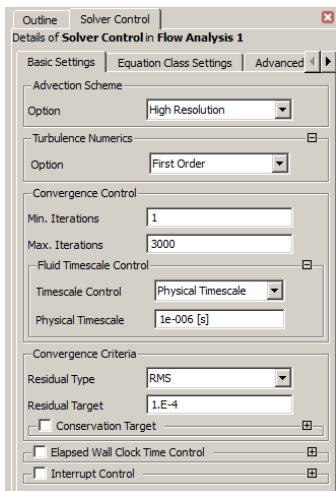 Outline Solver Control
Details of Solver Control in Flow Analysis 1
Basic Settings Equation Class Settings Advanced
Advection Scheme
Option High Resolution
Turbulence Numerics
Option First Order
Convergence Control
Min. Iterations 1
Max. Iterations 3000
Fluid Timescale Control
Timescale Control Physical Timescale
Physical Timescale 1e-006 [s]
Convergence Criteria
Residual Type RMS
Residual Target 1.E-4
Conservation Target
Elapsed Wall Clock Time Control
Interrupt Control